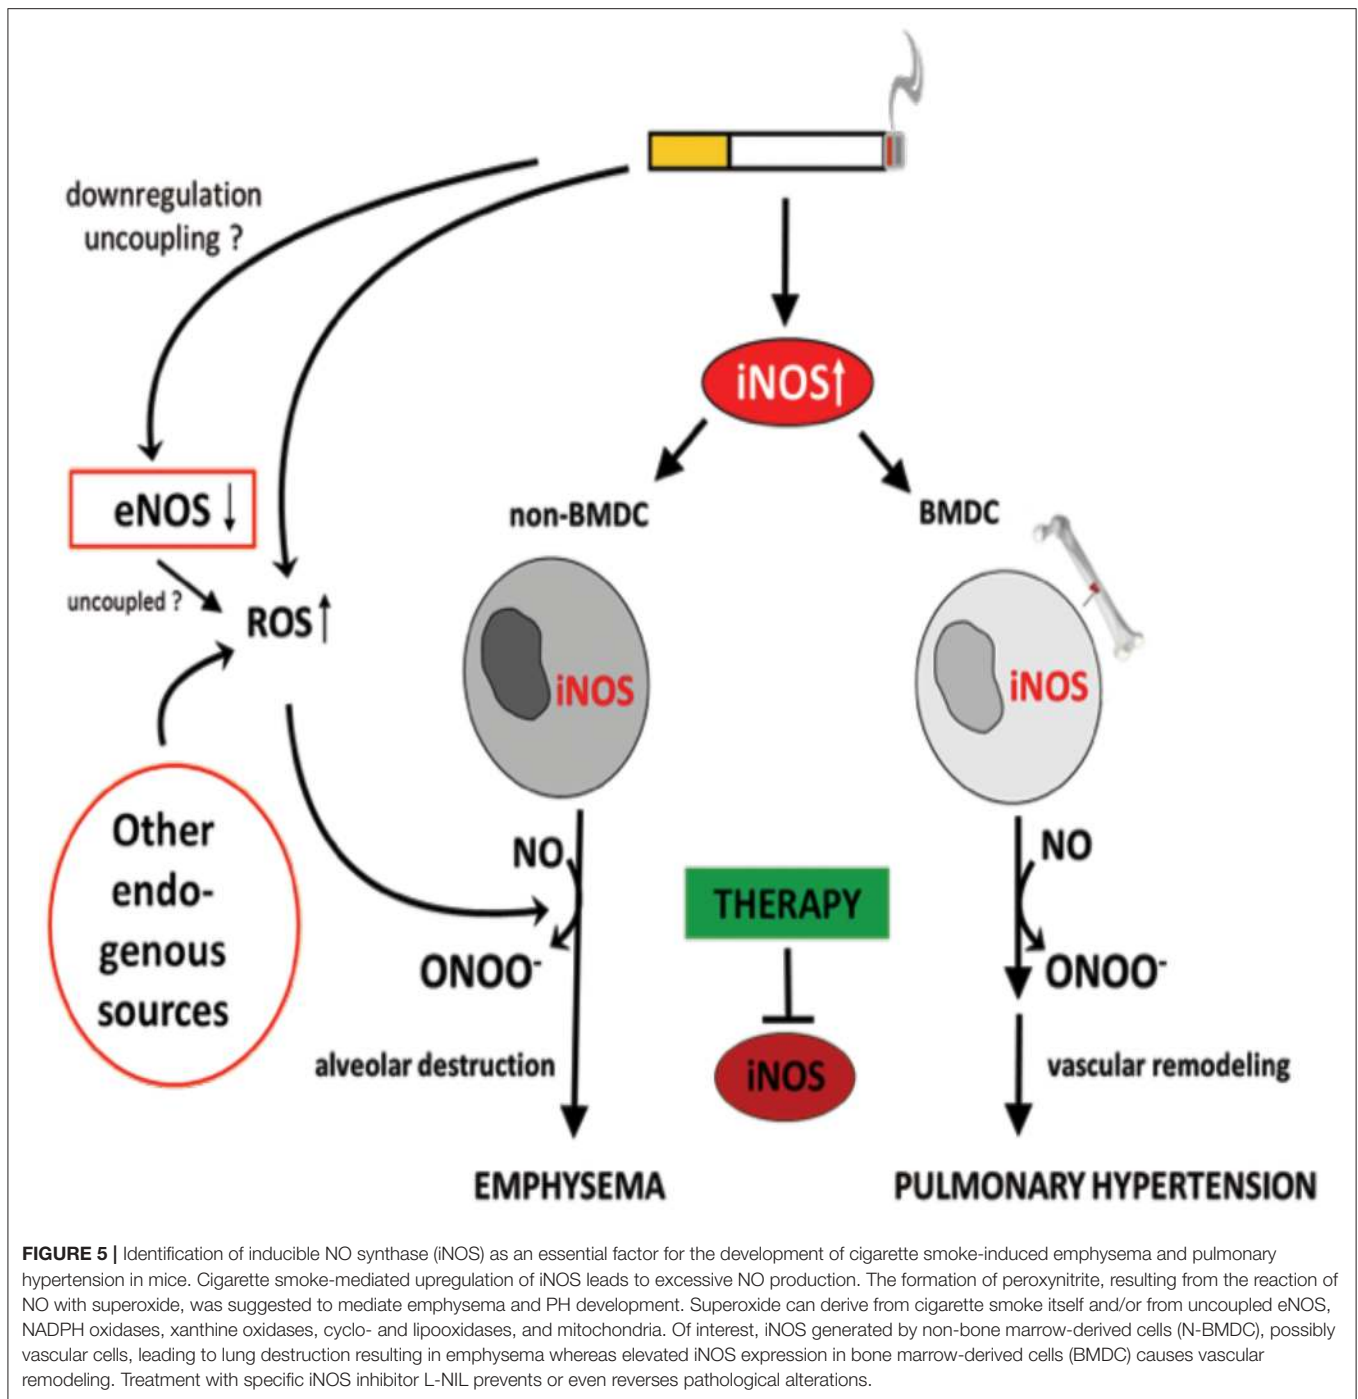 downregulation
uncoupling ?
iNOS↑
eNOS ↓
non-BMDC
BMDC
uncoupled ?
ROS↑
iNOS
iNOS
Other
endo-
genous
sources
NO
NO
THERAPY
ONOO⁻
ONOO⁻
alveolar destruction
iNOS
vascular remodeling
EMPHYSEMA
PULMONARY HYPERTENSION
FIGURE 5 | Identification of inducible NO synthase (iNOS) as an essential factor for the development of cigarette smoke-induced emphysema and pulmonary
hypertension in mice. Cigarette smoke-mediated upregulation of iNOS leads to excessive NO production. The formation of peroxynitrite, resulting from the reaction of
NO with superoxide, was suggested to mediate emphysema and PH development. Superoxide can derive from cigarette smoke itself and/or from uncoupled eNOS,
NADPH oxidases, xanthine oxidases, cyclo- and lipooxidases, and mitochondria. Of interest, iNOS generated by non-bone marrow-derived cells (N-BMDC), possibly
vascular cells, leading to lung destruction resulting in emphysema whereas elevated iNOS expression in bone marrow-derived cells (BMDC) causes vascular
remodeling. Treatment with specific iNOS inhibitor L-NIL prevents or even reverses pathological alterations.